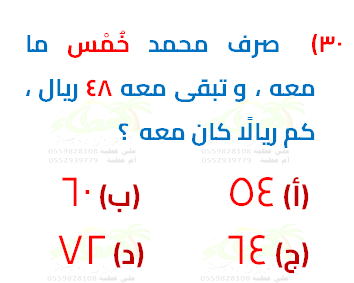 ٣٠) صرف محمد خُمْس ما
معه ، و تبقى معه ٤٨ ريال ،
كم ريالًا كان معه ؟
(أ) ٥٤ (ب) ٦٠
(ج) ٦٤ (د) ٧٢